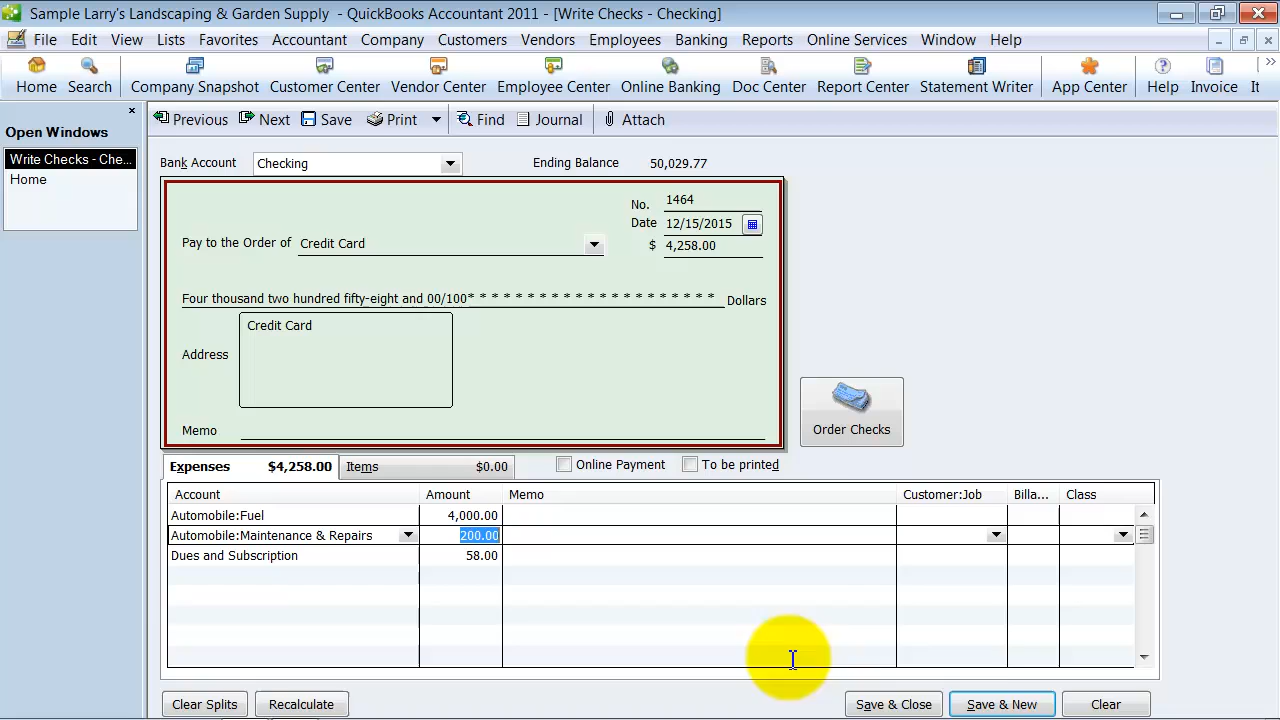 Sample Larry's Landscaping & Garden Supply - QuickBooks Accountant 2011 - [Write Checks - Checking]
File Edit View Lists Favorites Accountant Company Customers Vendors Employees Banking Reports Online Services Window Help
Home Search Company Snapshot Customer Center Vendor Center Employee Center Online Banking Doc Center Report Center Statement Writer App Center Help Invoice It
Open Windows
Write Checks - Che...
Home
Previous Next Save Print Find Journal Attach
Bank Account Checking Ending Balance 50,029.77
No. 1464
Date 12/15/2015
Pay to the Order of Credit Card $ 4,258.00
Four thousand two hundred fifty-eight and 00/100* * * * * * * * * * * * * * * * * * * * * Dollars
Credit Card
Address
Memo
Order Checks
Expenses $4,258.00 Items $0.00 Online Payment To be printed
Account Amount Memo Customer:Job Billa... Class
Automobile:Fuel 4,000.00
Automobile:Maintenance & Repairs 200.00
Dues and Subscription 58.00
Clear Splits Recalculate Save & Close Save & New Clear